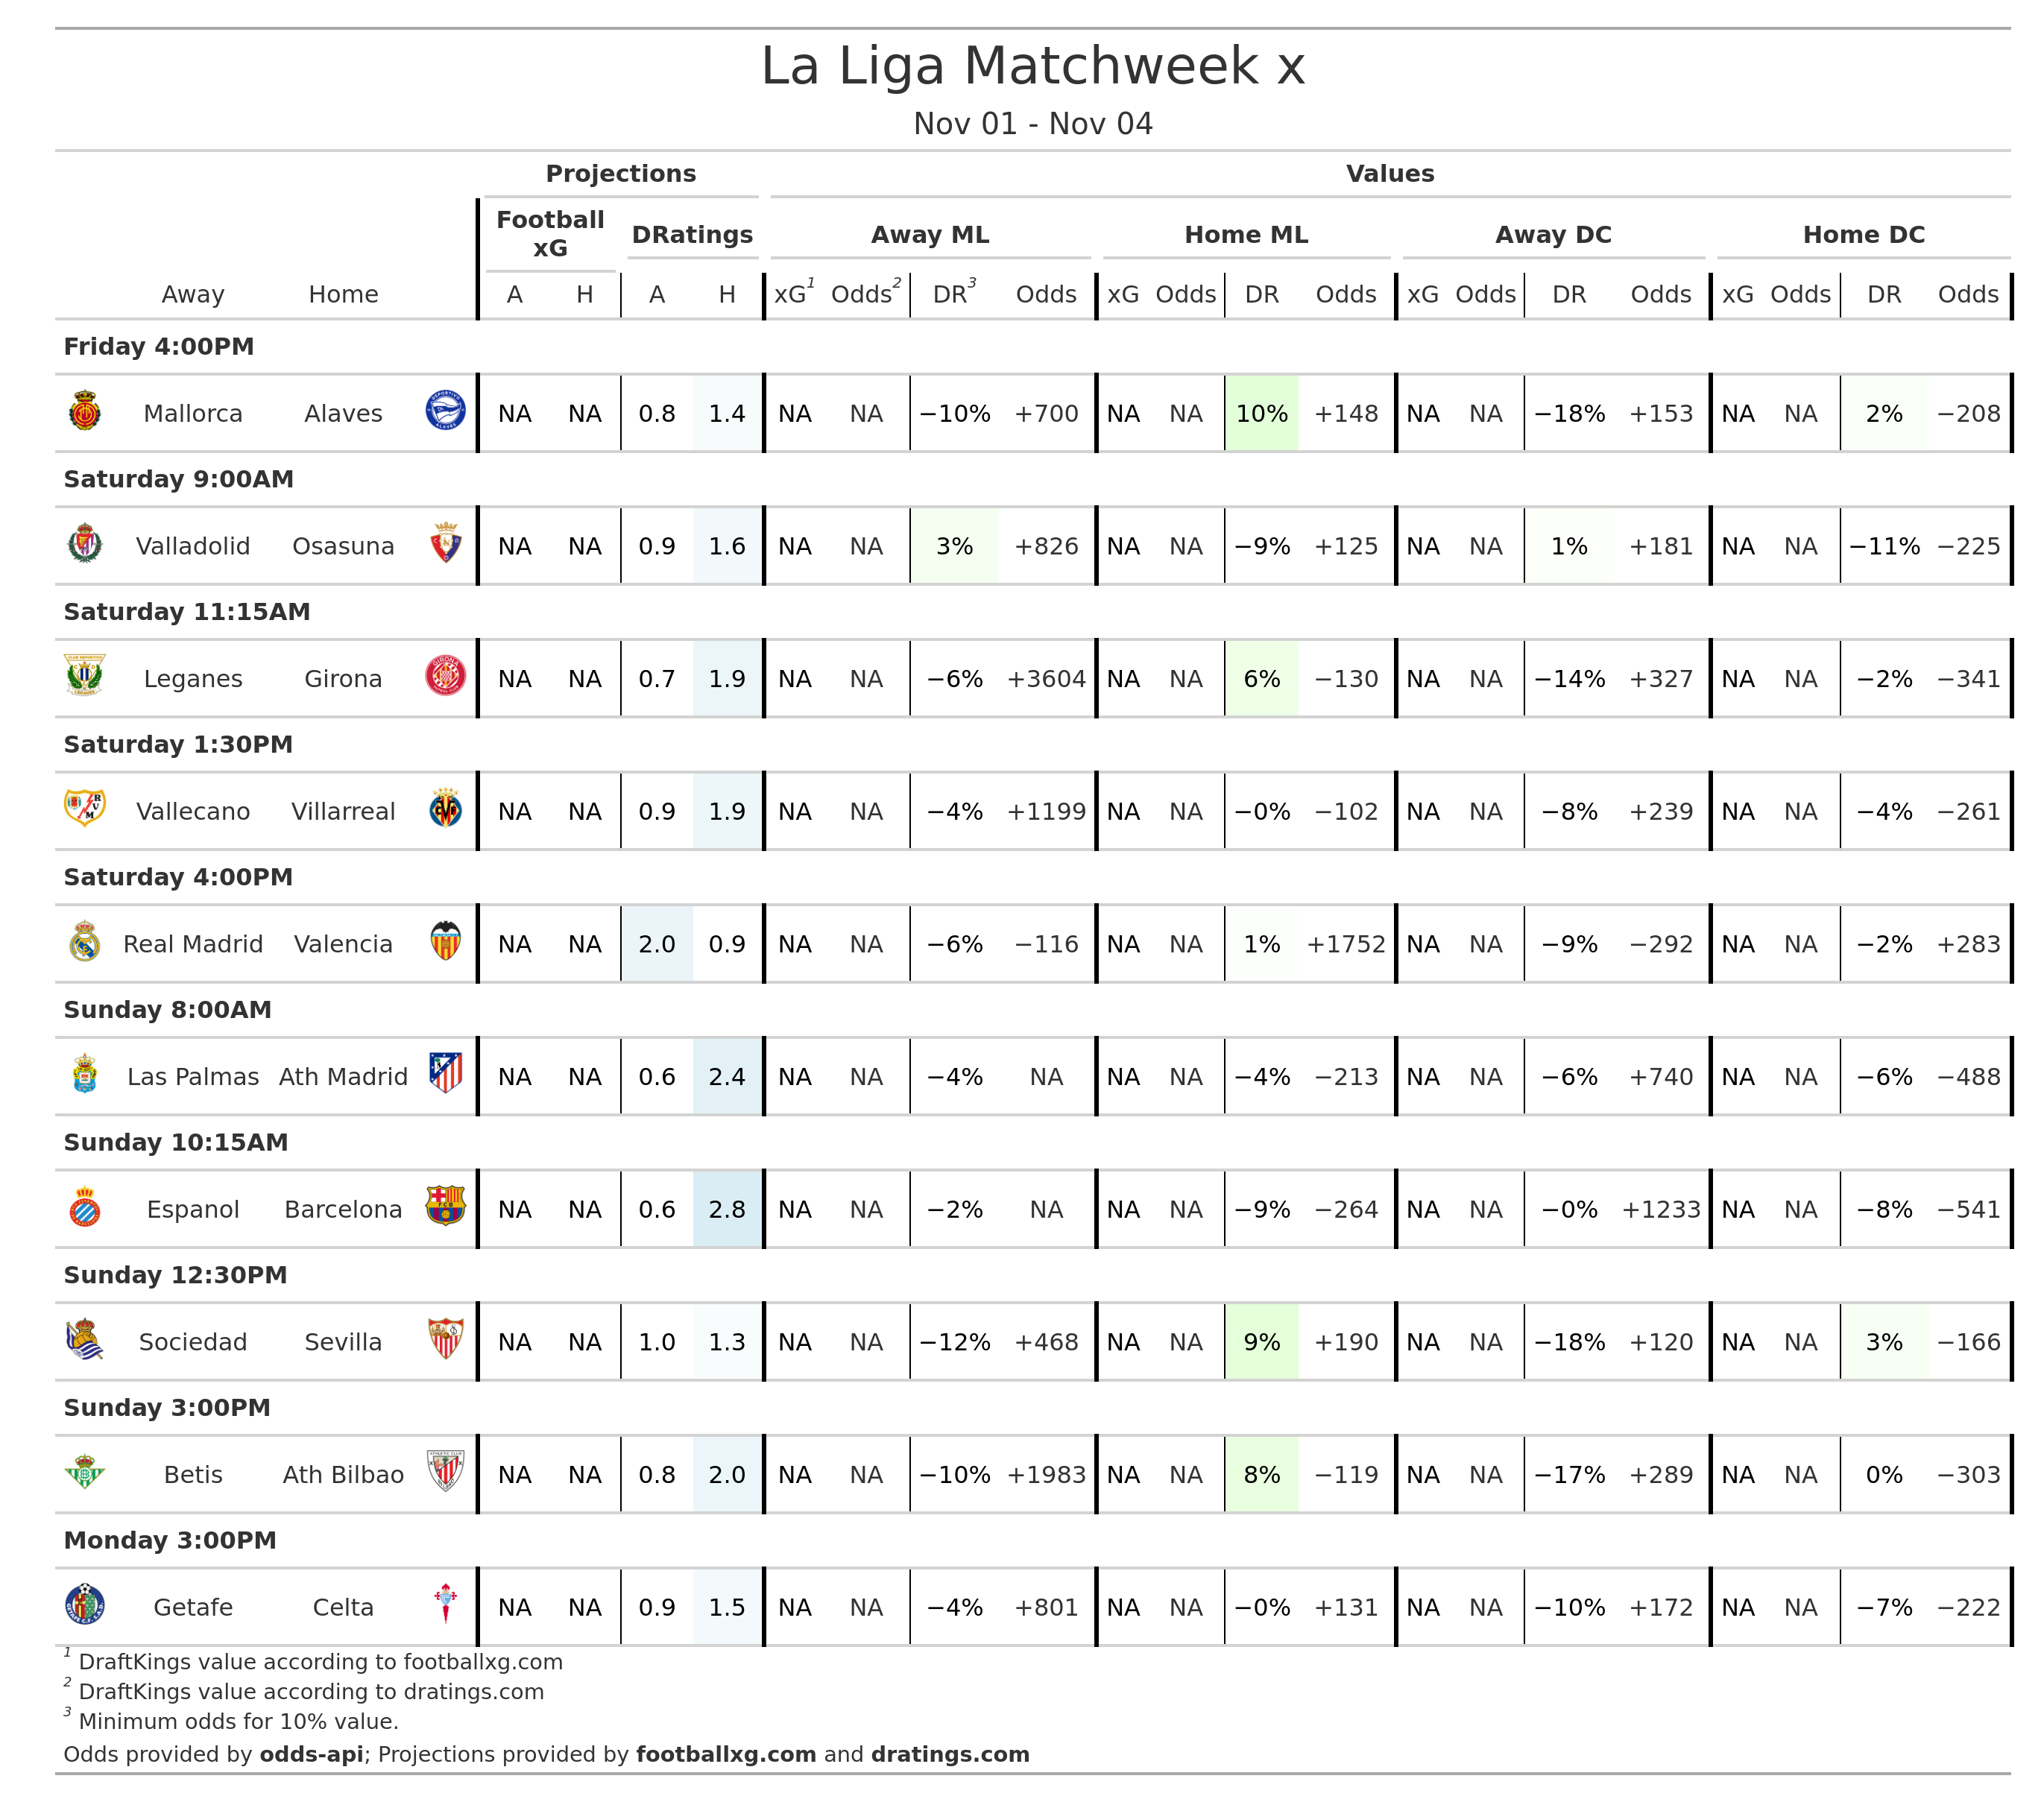 La Liga Matchweek x
Nov 01 - Nov 04
Projections Values
Football xG DRatings Away ML Home ML Away DC Home DC
Away Home A H A H xG1 Odds2 DR3 Odds xG Odds DR Odds xG Odds DR Odds xG Odds DR Odds
Friday 4:00PM
Mallorca Alaves NA NA 0.8 1.4 NA NA −10% +700 NA NA 10% +148 NA NA −18% +153 NA NA 2% −208
Saturday 9:00AM
Valladolid Osasuna NA NA 0.9 1.6 NA NA 3% +826 NA NA −9% +125 NA NA 1% +181 NA NA −11% −225
Saturday 11:15AM
Leganes Girona NA NA 0.7 1.9 NA NA −6% +3604 NA NA 6% −130 NA NA −14% +327 NA NA −2% −341
Saturday 1:30PM
Vallecano Villarreal NA NA 0.9 1.9 NA NA −4% +1199 NA NA −0% −102 NA NA −8% +239 NA NA −4% −261
Saturday 4:00PM
Real Madrid Valencia NA NA 2.0 0.9 NA NA −6% −116 NA NA 1% +1752 NA NA −9% −292 NA NA −2% +283
Sunday 8:00AM
Las Palmas Ath Madrid NA NA 0.6 2.4 NA NA −4% NA NA NA −4% −213 NA NA −6% +740 NA NA −6% −488
Sunday 10:15AM
Espanol Barcelona NA NA 0.6 2.8 NA NA −2% NA NA NA −9% −264 NA NA −0% +1233 NA NA −8% −541
Sunday 12:30PM
Sociedad Sevilla NA NA 1.0 1.3 NA NA −12% +468 NA NA 9% +190 NA NA −18% +120 NA NA 3% −166
Sunday 3:00PM
Betis Ath Bilbao NA NA 0.8 2.0 NA NA −10% +1983 NA NA 8% −119 NA NA −17% +289 NA NA 0% −303
Monday 3:00PM
Getafe Celta NA NA 0.9 1.5 NA NA −4% +801 NA NA −0% +131 NA NA −10% +172 NA NA −7% −222
1 DraftKings value according to footballxg.com
2 DraftKings value according to dratings.com
3 Minimum odds for 10% value.
Odds provided by odds-api; Projections provided by footballxg.com and dratings.com